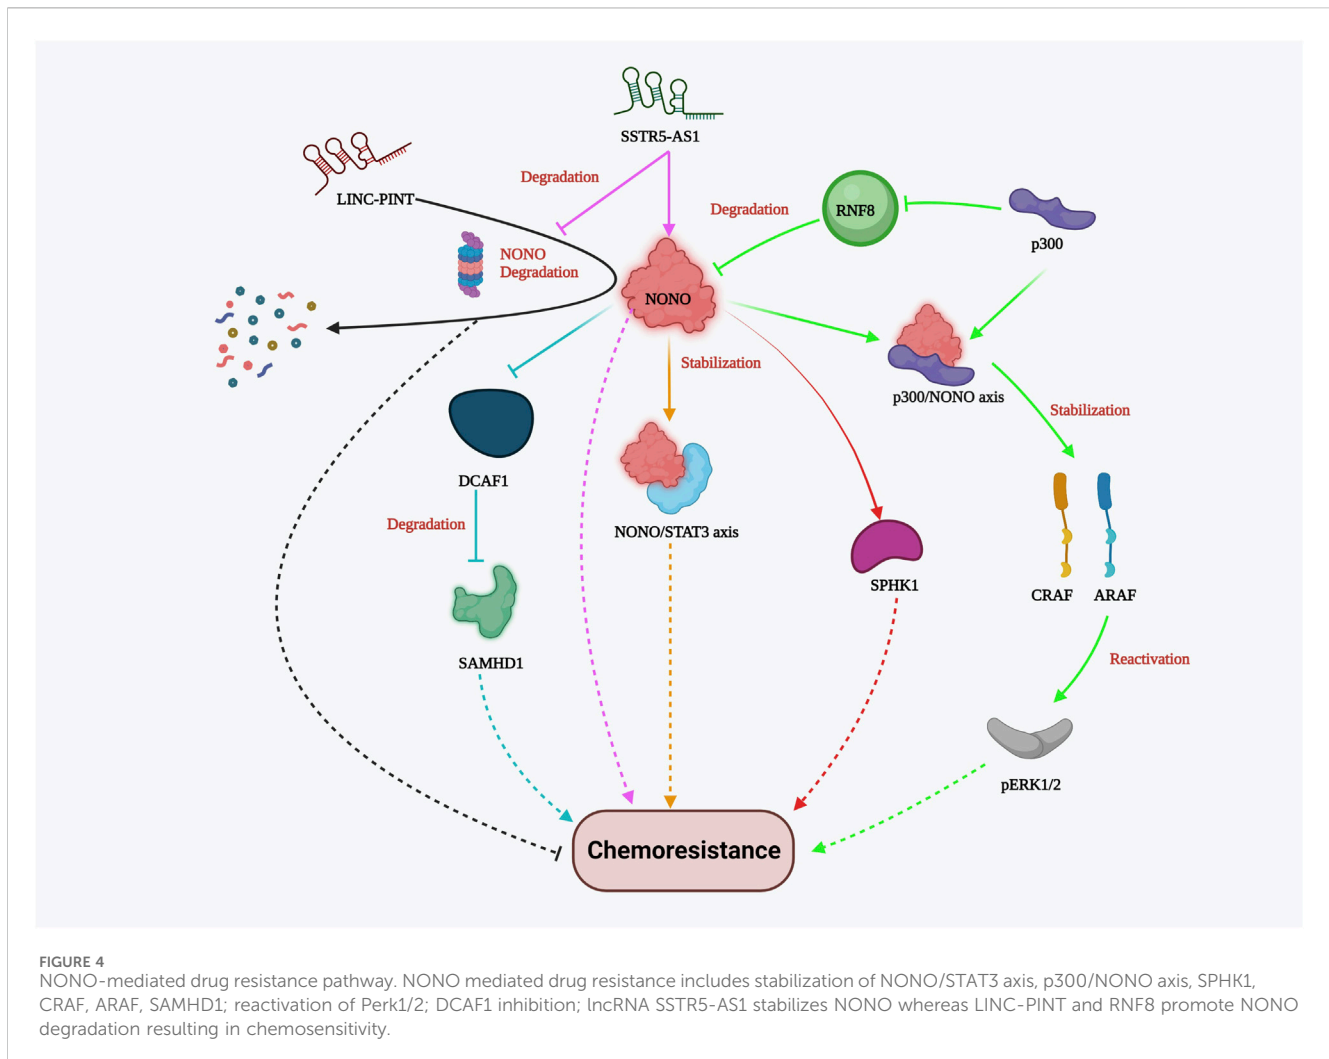 SSTR5-AS1
LINC-PINT
Degradation
Degradation
RNF8
p300
NONO
Degradation
NONO
Stabilization
p300/NONO axis
Stabilization
DCAF1
Degradation
NONO/STAT3 axis
SPHK1
CRAF
ARAF
SAMHD1
Reactivation
pERK1/2
Chemoresistance
FIGURE 4
NONO-mediated drug resistance pathway. NONO mediated drug resistance includes stabilization of NONO/STAT3 axis, p300/NONO axis, SPHK1,
CRAF, ARAF, SAMHD1; reactivation of Perk1/2; DCAF1 inhibition; lncRNA SSTR5-AS1 stabilizes NONO whereas LINC-PINT and RNF8 promote NONO
degradation resulting in chemosensitivity.